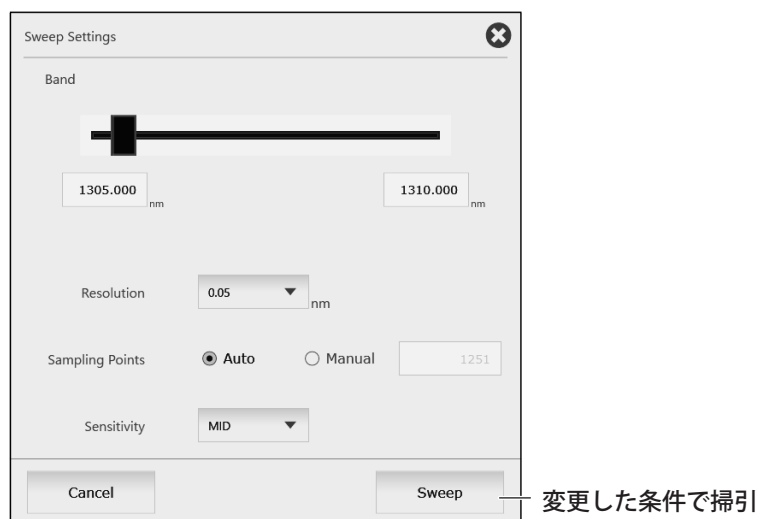 Sweep Settings
Band
1305.000 nm
1310.000 nm
Resolution
0.05
nm
Sampling Points
Auto
Manual
1251
Sensitivity
MID
Cancel
Sweep
変更した条件で掃引